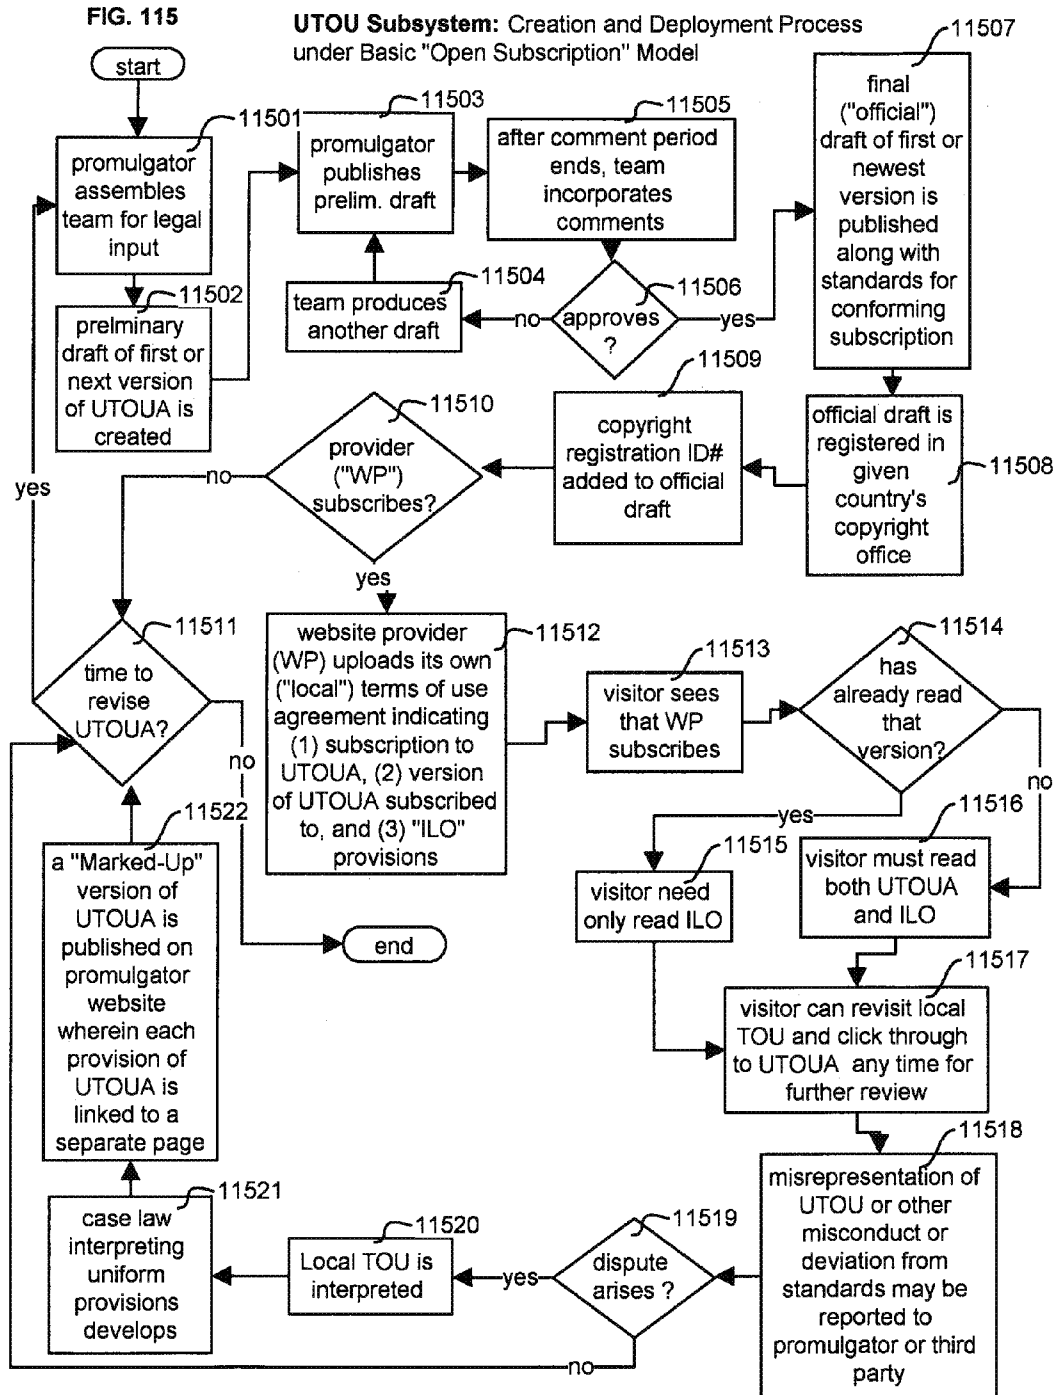 FIG. 115
UTOU Subsystem: Creation and Deployment Process
under Basic "Open Subscription" Model
start
11501
promulgator
assembles
team for legal
input
11502
prelminary
draft of first or
next version
of UTOUA is
created
11503
promulgator
publishes
prelim. draft
11504
team produces
another draft
11505
after comment period
ends, team
incorporates
comments
11506
approves
?
no
yes
11507
final
("official")
draft of first or
newest
version is
published
along with
standards for
conforming
subscription
11508
official draft is
registered in
given
country's
copyright
office
11509
copyright
registration ID#
added to official
draft
11510
provider
("WP")
subscribes?
no
yes
yes
11511
time to
revise
UTOUA?
no
end
11512
website provider
(WP) uploads its own
("local") terms of use
agreement indicating
(1) subscription to
UTOUA, (2) version
of UTOUA subscribed
to, and (3) "ILO"
provisions
11513
visitor sees
that WP
subscribes
11514
has
already read
that
version?
yes
no
11515
visitor need
only read ILO
11516
visitor must read
both UTOUA
and ILO
11517
visitor can revisit local
TOU and click through
to UTOUA any time for
further review
11518
misrepresentation of
UTOU or other
misconduct or
deviation from
standards may be
reported to
promulgator or third
party
11519
dispute
arises ?
yes
no
11520
Local TOU is
interpreted
11521
case law
interpreting
uniform
provisions
develops
11522
a "Marked-Up"
version of
UTOUA is
published on
promulgator
website
wherein each
provision of
UTOUA is
linked to a
separate page